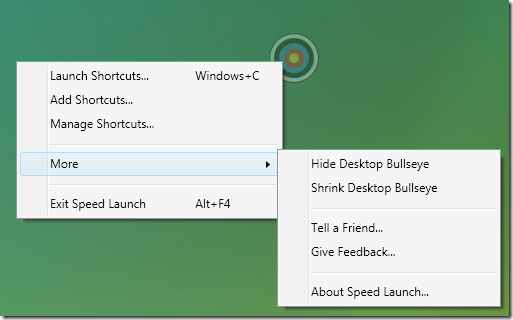 Launch Shortcuts... Windows+C
Add Shortcuts...
Manage Shortcuts...
More
Exit Speed Launch Alt+F4
Hide Desktop Bullseye
Shrink Desktop Bullseye
Tell a Friend...
Give Feedback...
About Speed Launch...